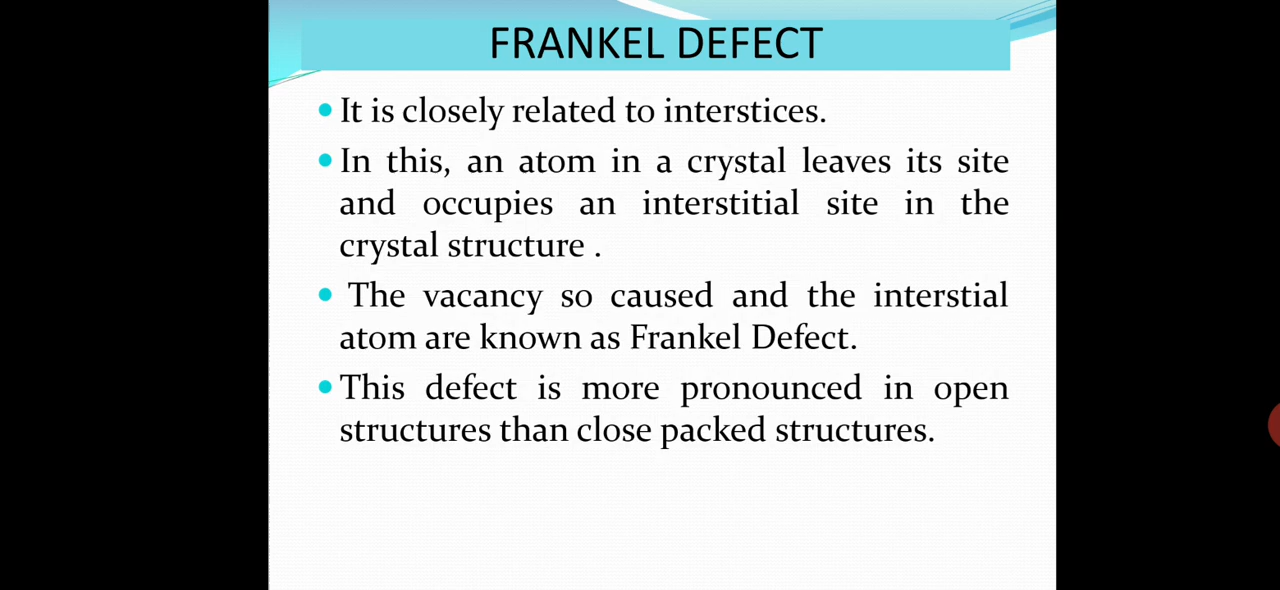 FRANKEL DEFECT
It is closely related to interstices.
In this, an atom in a crystal leaves its site
and occupies an interstitial site in the
crystal structure .
The vacancy so caused and the interstial
atom are known as Frankel Defect.
This defect is more pronounced in open
structures than close packed structures.